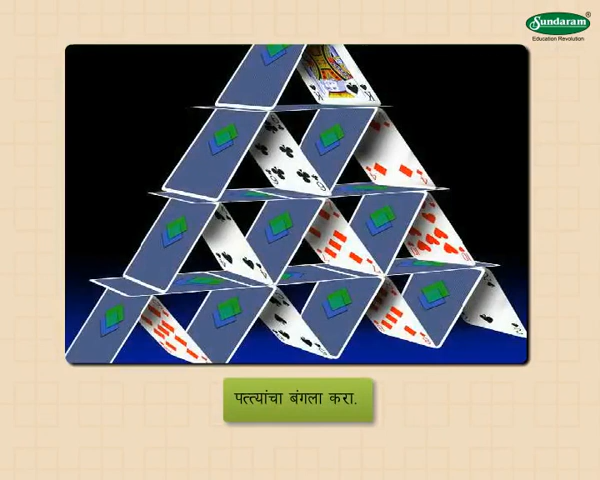 Sundaram
Education Revolution
पत्त्यांचा बंगला करा.